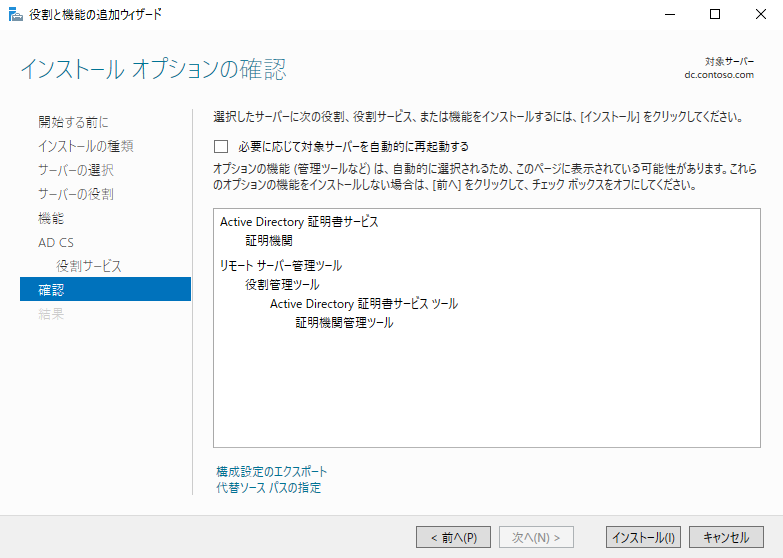 役割と機能の追加ウィザード
インストール オプションの確認
対象サーバー
dc.contoso.com
開始する前に
インストールの種類
サーバーの選択
サーバーの役割
機能
AD CS
役割サービス
確認
結果
選択したサーバーに次の役割、役割サービス、または機能をインストールするには、[インストール] をクリックしてください。
必要に応じて対象サーバーを自動的に再起動する
オプションの機能 (管理ツールなど) は、自動的に選択されるため、このページに表示されている可能性があります。これら
のオプションの機能をインストールしない場合は、[前へ] をクリックして、チェック ボックスをオフにしてください。
Active Directory 証明書サービス
証明機関
リモート サーバー管理ツール
役割管理ツール
Active Directory 証明書サービス ツール
証明機関管理ツール
構成設定のエクスポート
代替ソース パスの指定
< 前へ(P)
次へ(N) >
インストール(I)
キャンセル